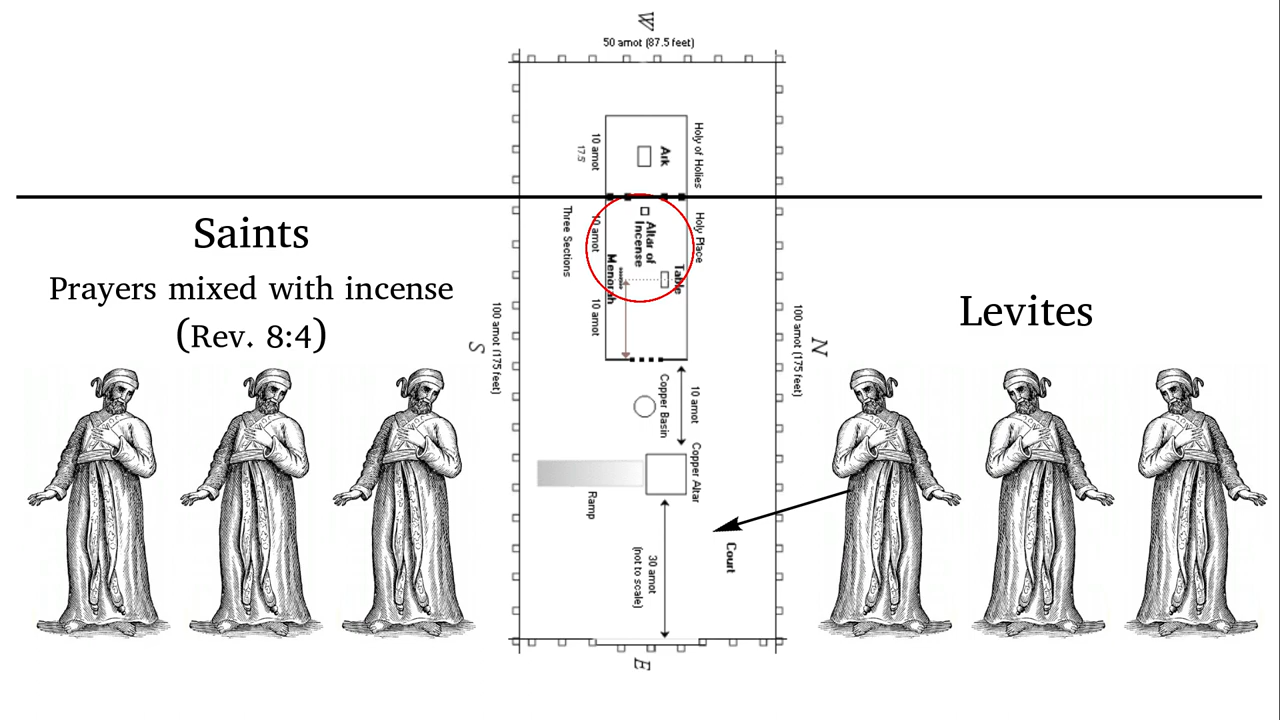 W
50 amot (87.5 feet)
Holy of Holies
Ark
10 amot
17.5'
Saints
Prayers mixed with incense
(Rev. 8:4)
Three Sections
10 amot
Altar of
Incense
Holy Place
Menorah
Table
10 amot
Levites
100 amot (175 feet)
S
100 amot (175 feet)
N
Copper Basin
10 amot
Copper Altar
Ramp
Court
30 amot
(not to scale)
E